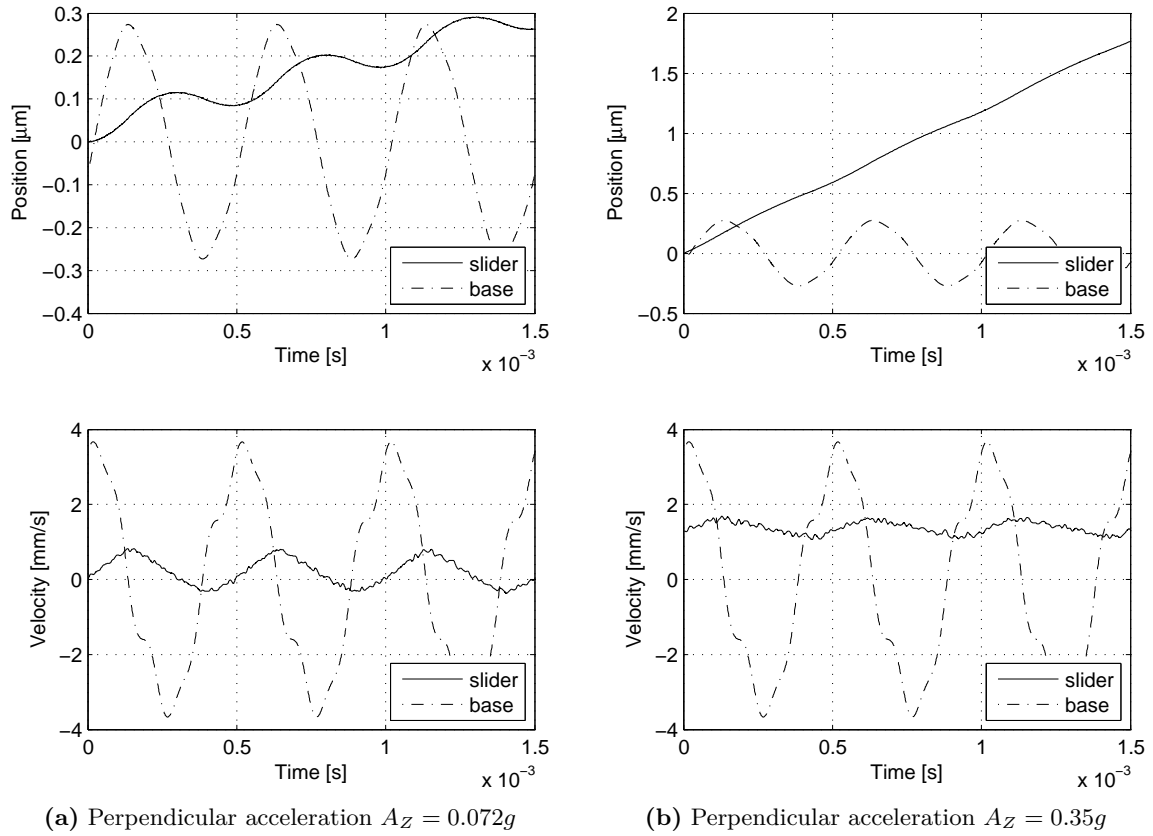 0.3
0.2
0.1
0
−0.1
−0.2
−0.3
−0.4
Position [μm]
0
0.5
1
1.5
x 10⁻³
Time [s]
slider
base
2
1.5
1
0.5
0
−0.5
Position [μm]
0
0.5
1
1.5
x 10⁻³
Time [s]
slider
base
4
2
0
−2
−4
Velocity [mm/s]
0
0.5
1
1.5
x 10⁻³
Time [s]
slider
base
4
2
0
−2
−4
Velocity [mm/s]
0
0.5
1
1.5
x 10⁻³
Time [s]
slider
base
(a) Perpendicular acceleration A_Z = 0.072g
(b) Perpendicular acceleration A_Z = 0.35g